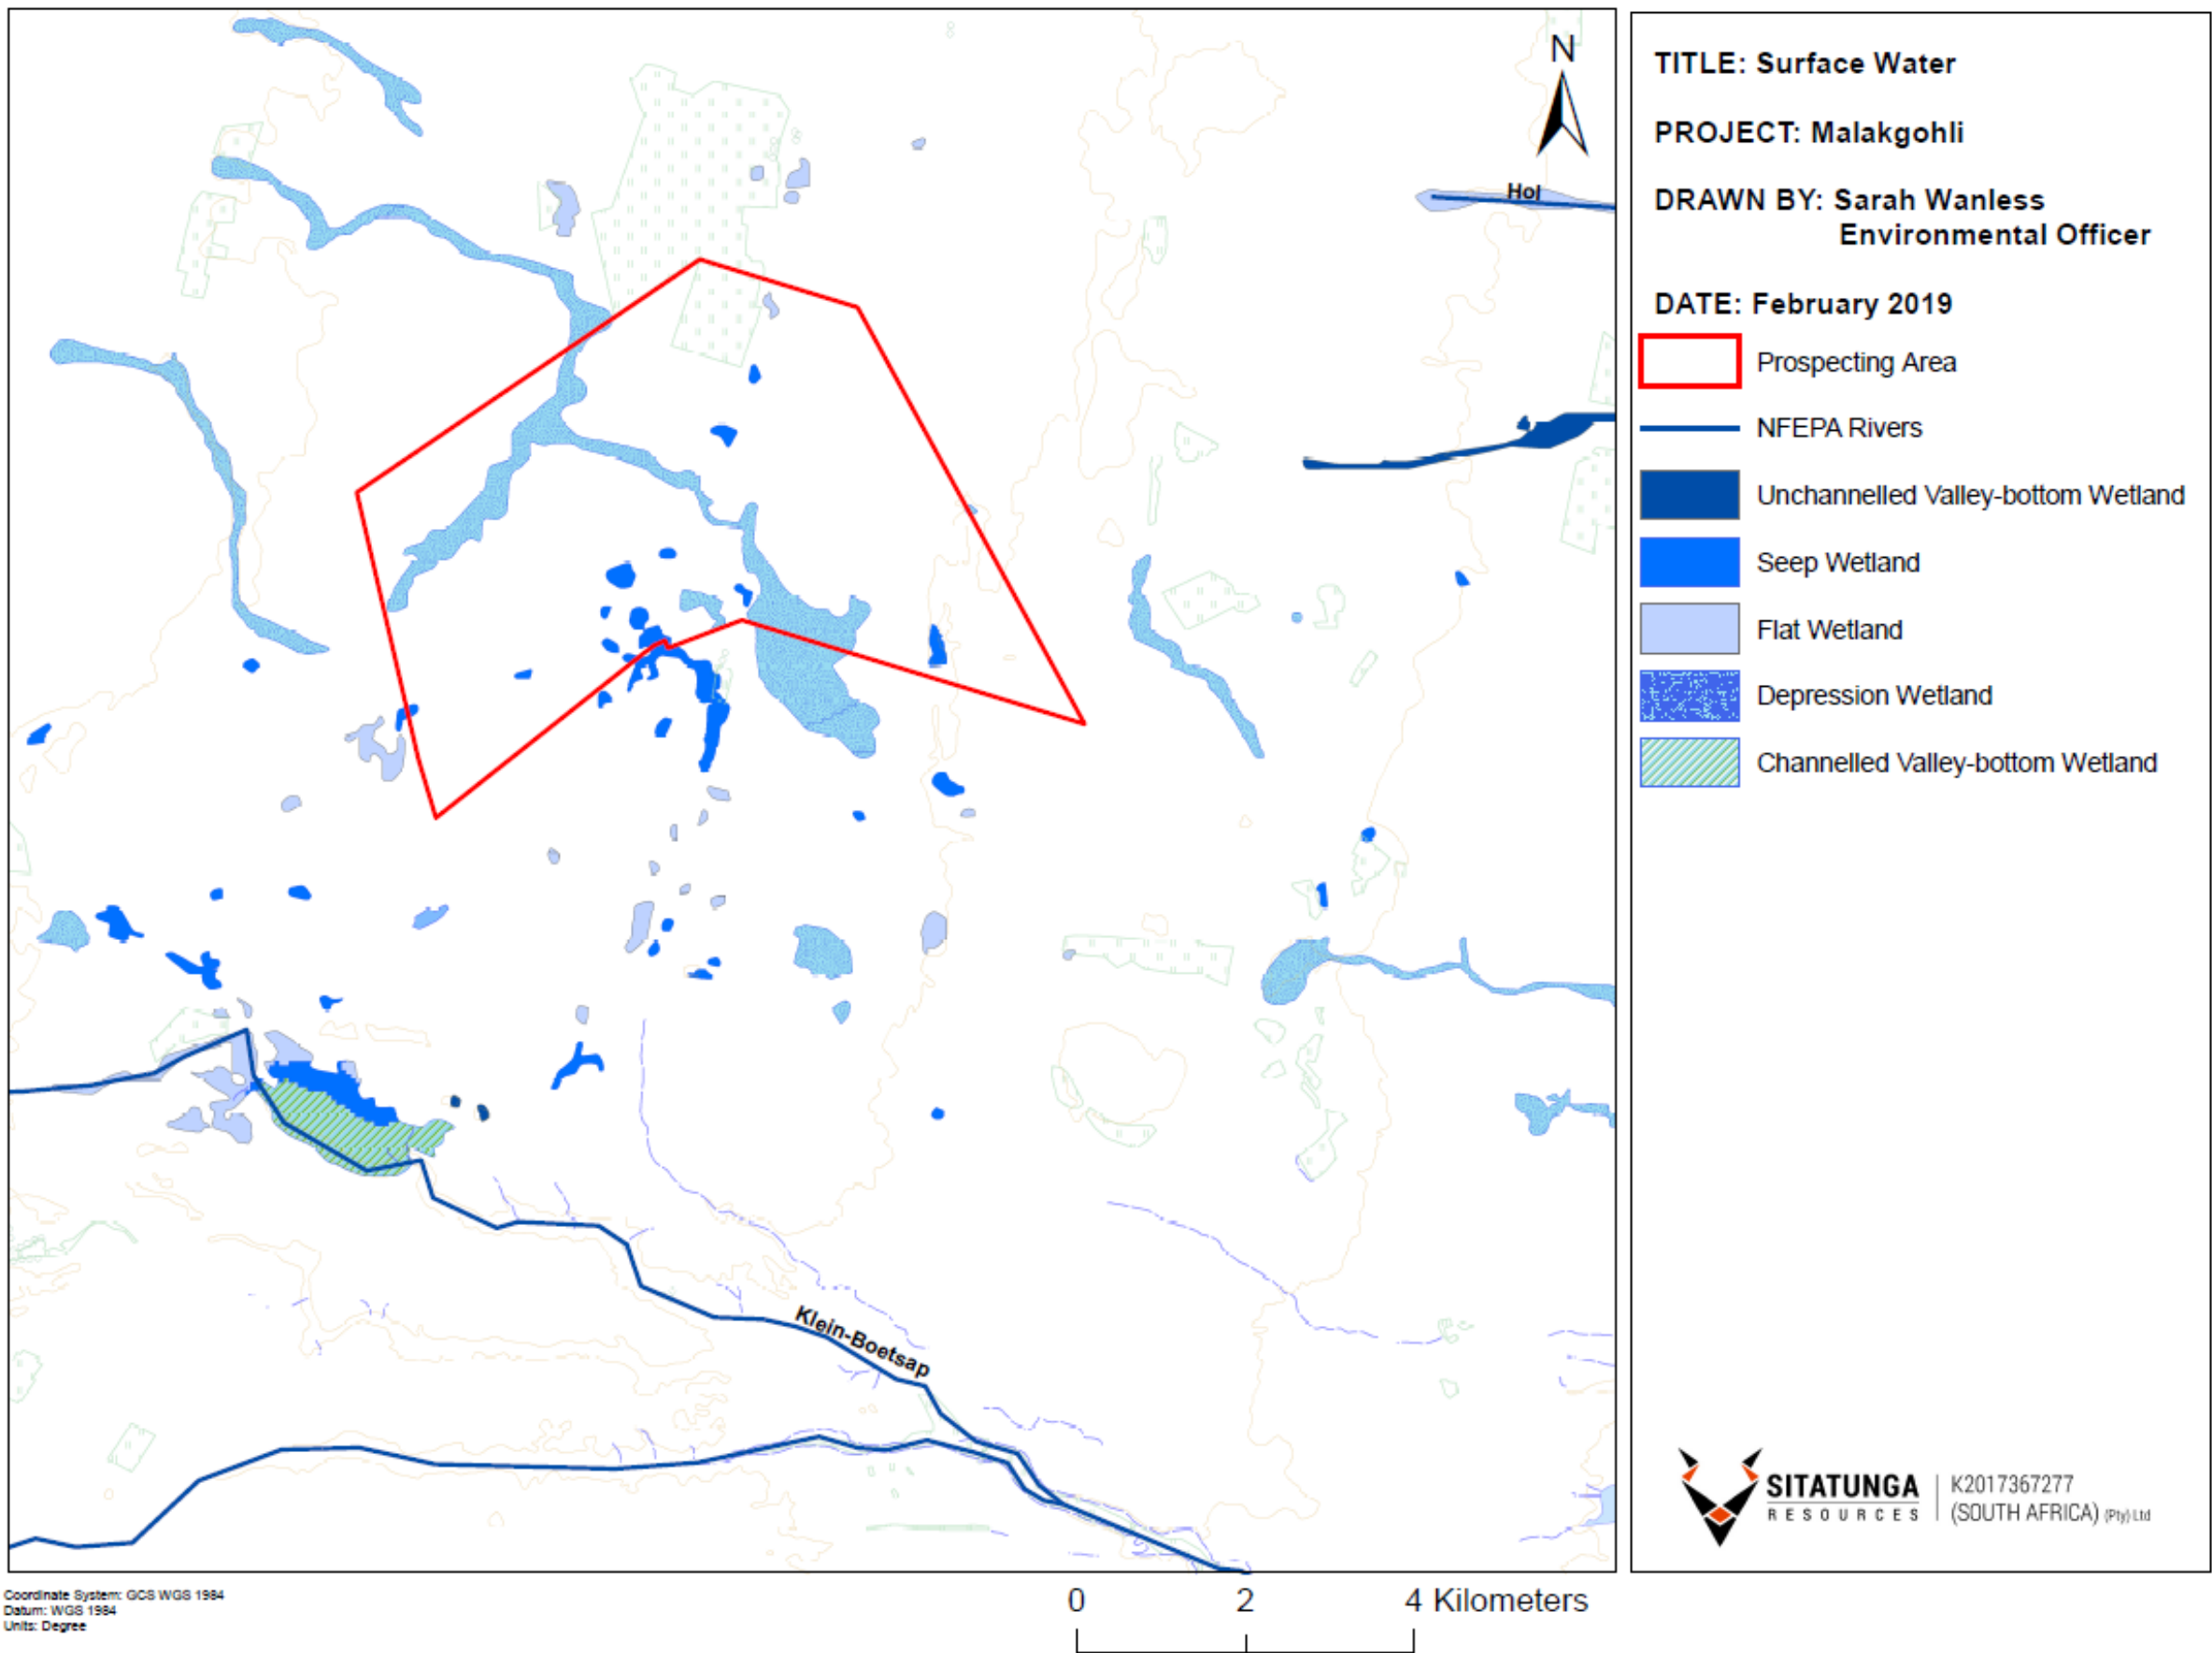 N
Hol
Klein-Boetsap
TITLE: Surface Water
PROJECT: Malakgohli
DRAWN BY: Sarah Wanless
Environmental Officer
DATE: February 2019
Prospecting Area
NFEPA Rivers
Unchannelled Valley-bottom Wetland
Seep Wetland
Flat Wetland
Depression Wetland
Channelled Valley-bottom Wetland
SITATUNGA
RESOURCES
K2017367277
(SOUTH AFRICA) (Pty) Ltd
Coordinate System: GCS WGS 1984
Datum: WGS 1984
Units: Degree
0 2 4 Kilometers